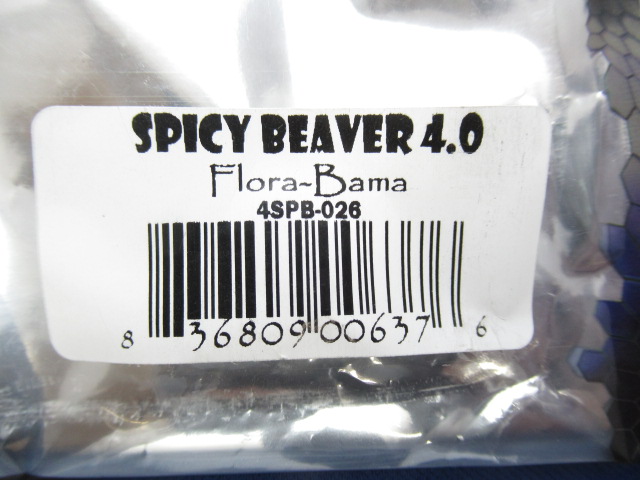 SPICY BEAVER 4.0
Flora-Bama
4SPB-026
8 36809 00637 6